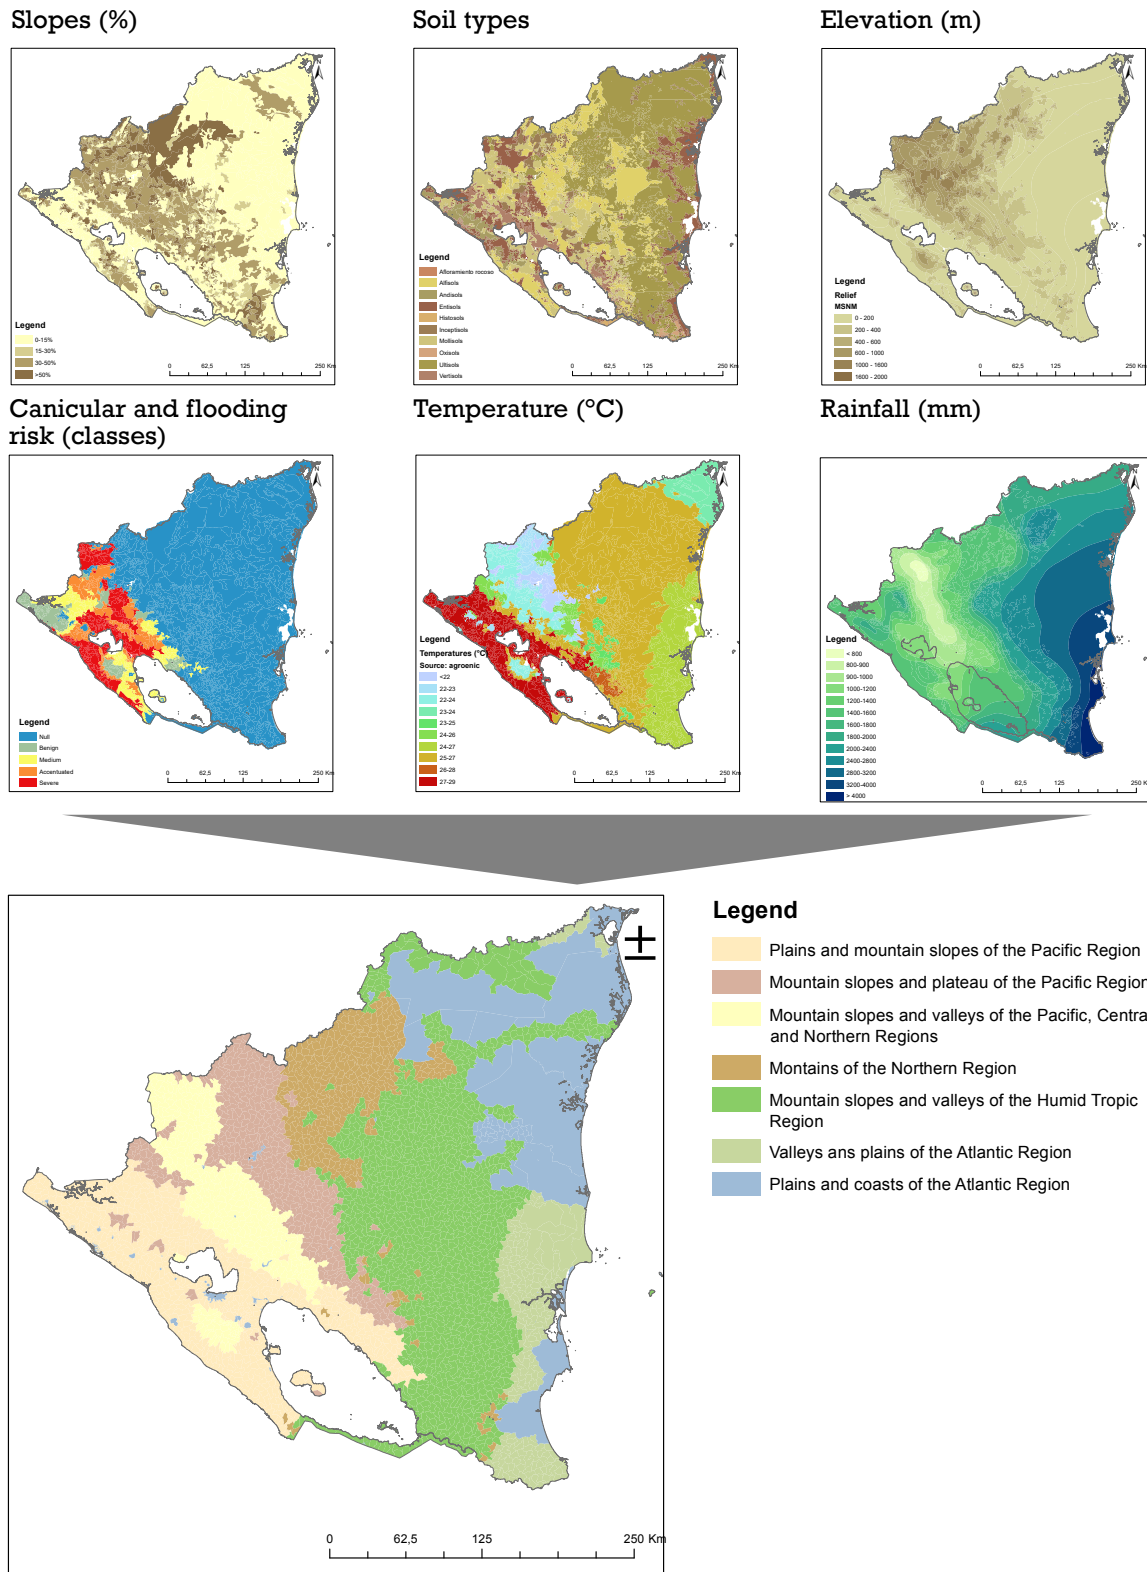 Slopes (%)
Soil types
Elevation (m)
N
Legend
0-15%
15-30%
30-50%
>50%
0 62,5 125 250 Km
N
Legend
Afloramiento rocoso
Alfisols
Andisols
Entisols
Histosols
Inceptisols
Mollisols
Oxisols
Ultisols
Vertisols
0 62,5 125 250 Km
N
Legend
Relief
MSNM
0 - 200
200 - 400
400 - 600
600 - 1000
1000 - 1600
1600 - 2000
0 62,5 125 250 Km
Canicular and flooding
risk (classes)
Temperature (°C)
Rainfall (mm)
N
Legend
Null
Benign
Medium
Accentuated
Severe
0 62,5 125 250 Km
N
Legend
Temperatures (°C)
Source: agroenic
<22
22-23
22-24
23-24
23-25
24-26
24-27
25-27
26-28
27-29
0 62,5 125 250 Km
N
Legend
< 800
800-900
900-1000
1000-1200
1200-1400
1400-1600
1600-1800
1800-2000
2000-2400
2400-2800
2800-3200
3200-4000
> 4000
0 62,5 125 250 Km
0 62,5 125 250 Km
Legend
Plains and mountain slopes of the Pacific Region
Mountain slopes and plateau of the Pacific Region
Mountain slopes and valleys of the Pacific, Centra
and Northern Regions
Montains of the Northern Region
Mountain slopes and valleys of the Humid Tropic
Region
Valleys ans plains of the Atlantic Region
Plains and coasts of the Atlantic Region